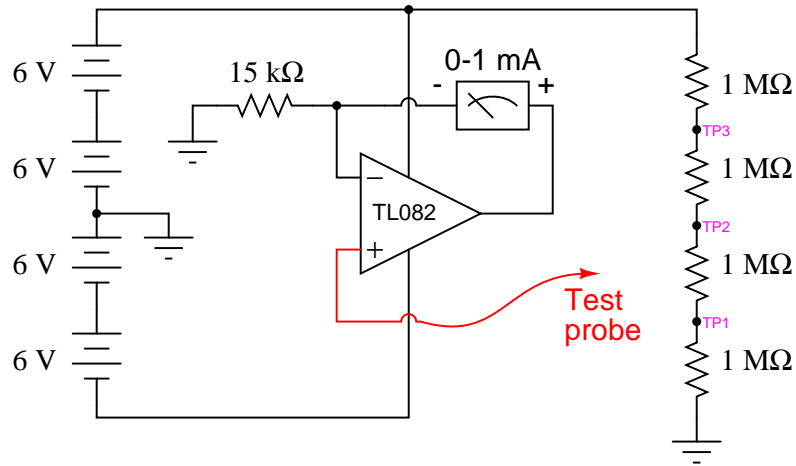 6 V
6 V
6 V
6 V
15 kΩ
0-1 mA
-
+
−
TL082
+
Test
probe
1 MΩ
TP3
1 MΩ
TP2
1 MΩ
TP1
1 MΩ